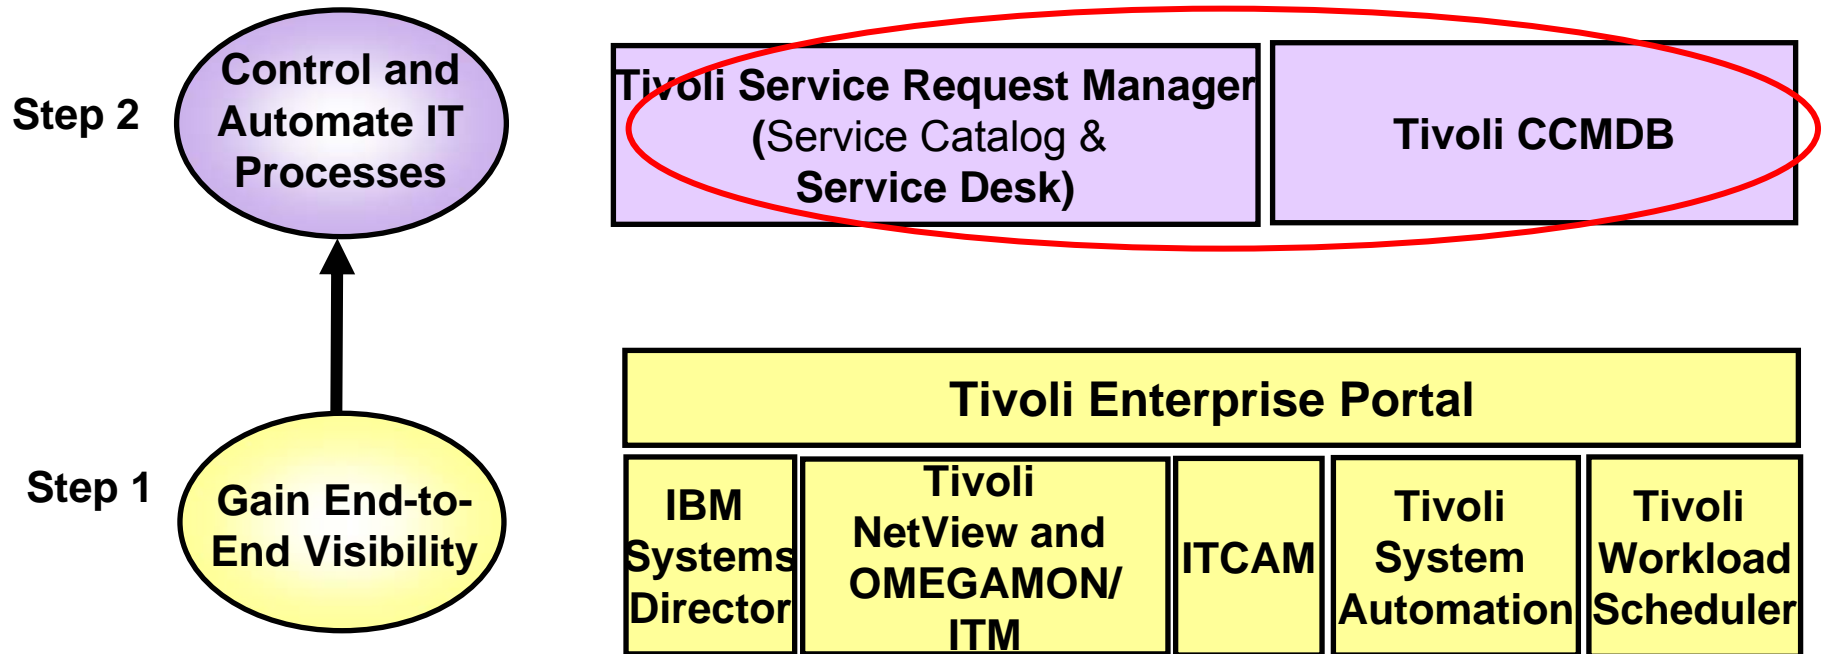 Step 2
Control and
Automate IT
Processes
Tivoli Service Request Manager
(Service Catalog &
Service Desk)
Tivoli CCMDB
Step 1
Gain End-to-
End Visibility
Tivoli Enterprise Portal
IBM
Systems
Director
Tivoli
NetView and
OMEGAMON/
ITM
ITCAM
Tivoli
System
Automation
Tivoli
Workload
Scheduler